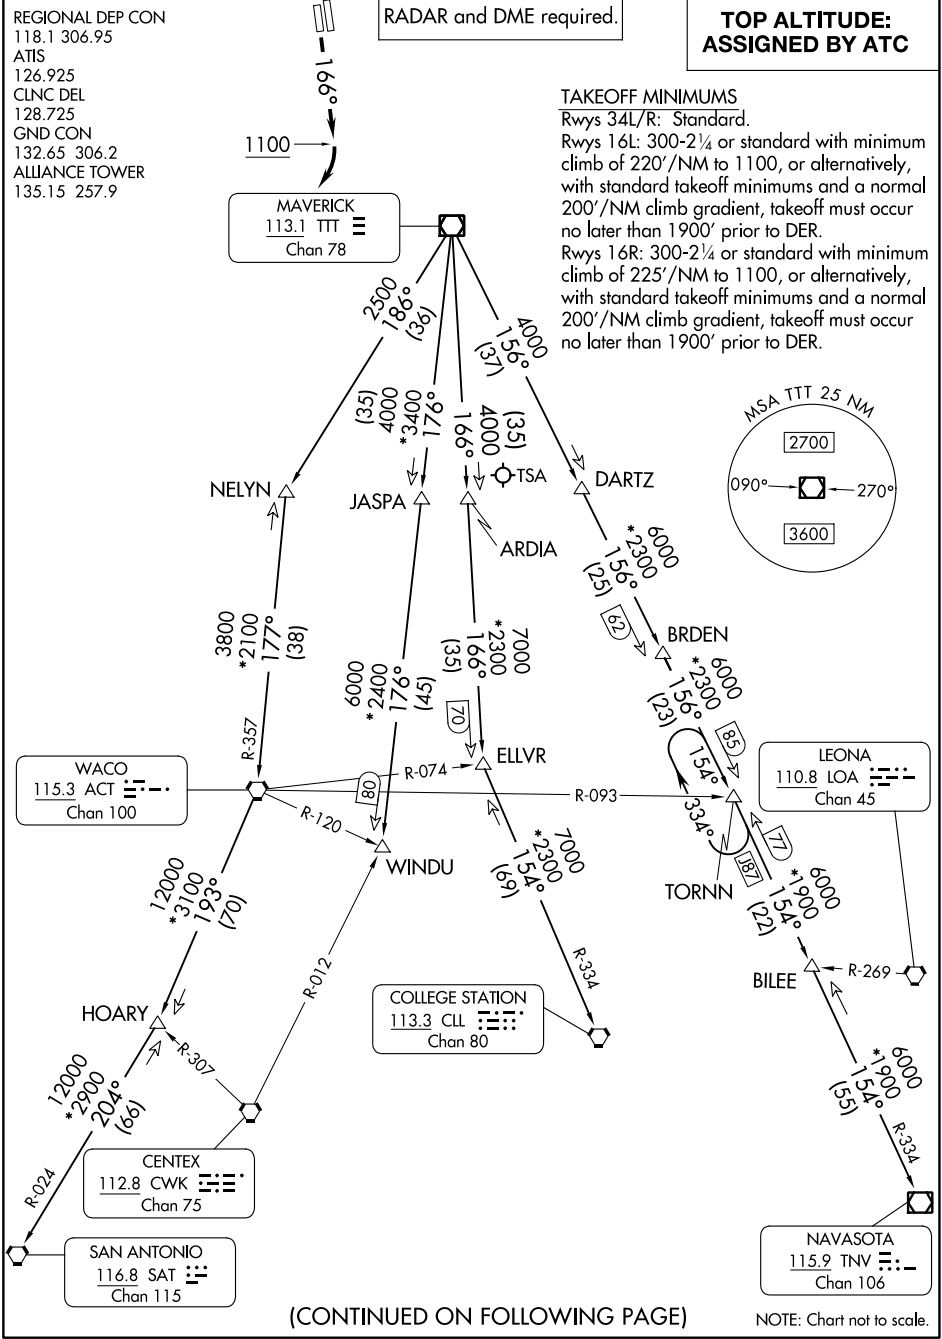 REGIONAL DEP CON
118.1 306.95
ATIS
126.925
CLNC DEL
128.725
GND CON
132.65 306.2
ALLIANCE TOWER
135.15 257.9
RADAR and DME required.
TOP ALTITUDE:
ASSIGNED BY ATC
TAKEOFF MINIMUMS
Rwys 34L/R: Standard.
Rwys 16L: 300-2¼ or standard with minimum
climb of 220'/NM to 1100, or alternatively,
with standard takeoff minimums and a normal
200'/NM climb gradient, takeoff must occur
no later than 1900' prior to DER.
Rwys 16R: 300-2¼ or standard with minimum
climb of 225'/NM to 1100, or alternatively,
with standard takeoff minimums and a normal
200'/NM climb gradient, takeoff must occur
no later than 1900' prior to DER.
166°
1100
MAVERICK
113.1 TTT
Chan 78
2500
186°
(36)
(35)
4000
*3400
176°
(35)
4000
166°
4000
156°
(37)
MSA TTT 25 NM
2700
090°
270°
3600
NELYN
JASPA
TSA
ARDIA
DARTZ
3800
*2100
177°
(38)
R-357
6000
*2400
176°
(45)
80
7000
*2300
166°
(35)
70
6000
*2300
156°
(25)
62
BRDEN
6000
*2300
156°
(23)
85
154°
334°
WACO
115.3 ACT
Chan 100
R-074
ELLVR
R-093
R-120
WINDU
LEONA
110.8 LOA
Chan 45
TORNN
J87
77
6000
*1900
154°
(22)
12000
*3100
193°
(70)
7000
*2300
154°
(69)
R-334
R-012
BILEE
R-269
HOARY
R-307
COLLEGE STATION
113.3 CLL
Chan 80
12000
*2900
204°
(66)
R-024
6000
*1900
154°
(55)
R-334
CENTEX
112.8 CWK
Chan 75
SAN ANTONIO
116.8 SAT
Chan 115
NAVASOTA
115.9 TNV
Chan 106
(CONTINUED ON FOLLOWING PAGE)
NOTE: Chart not to scale.